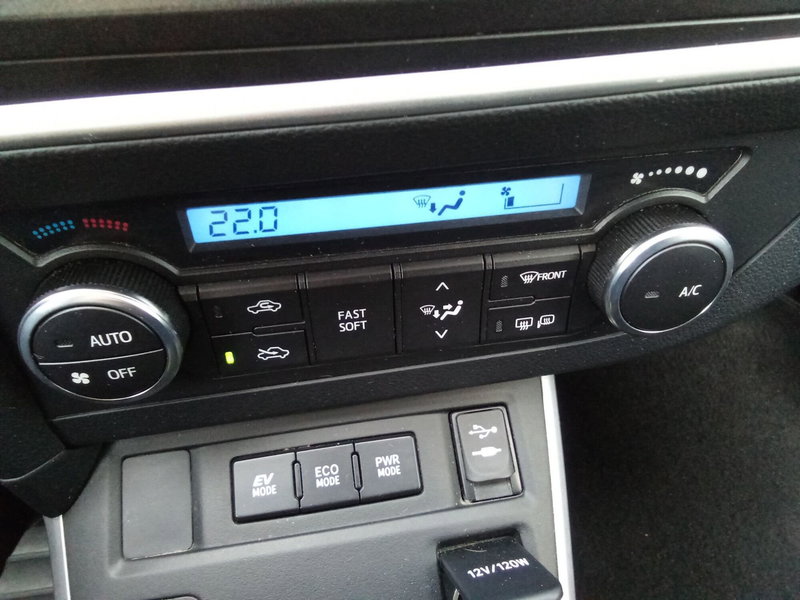 22.0
AUTO
OFF
FAST
SOFT
FRONT
A/C
EV
MODE
ECO
MODE
PWR
MODE
12V/120W